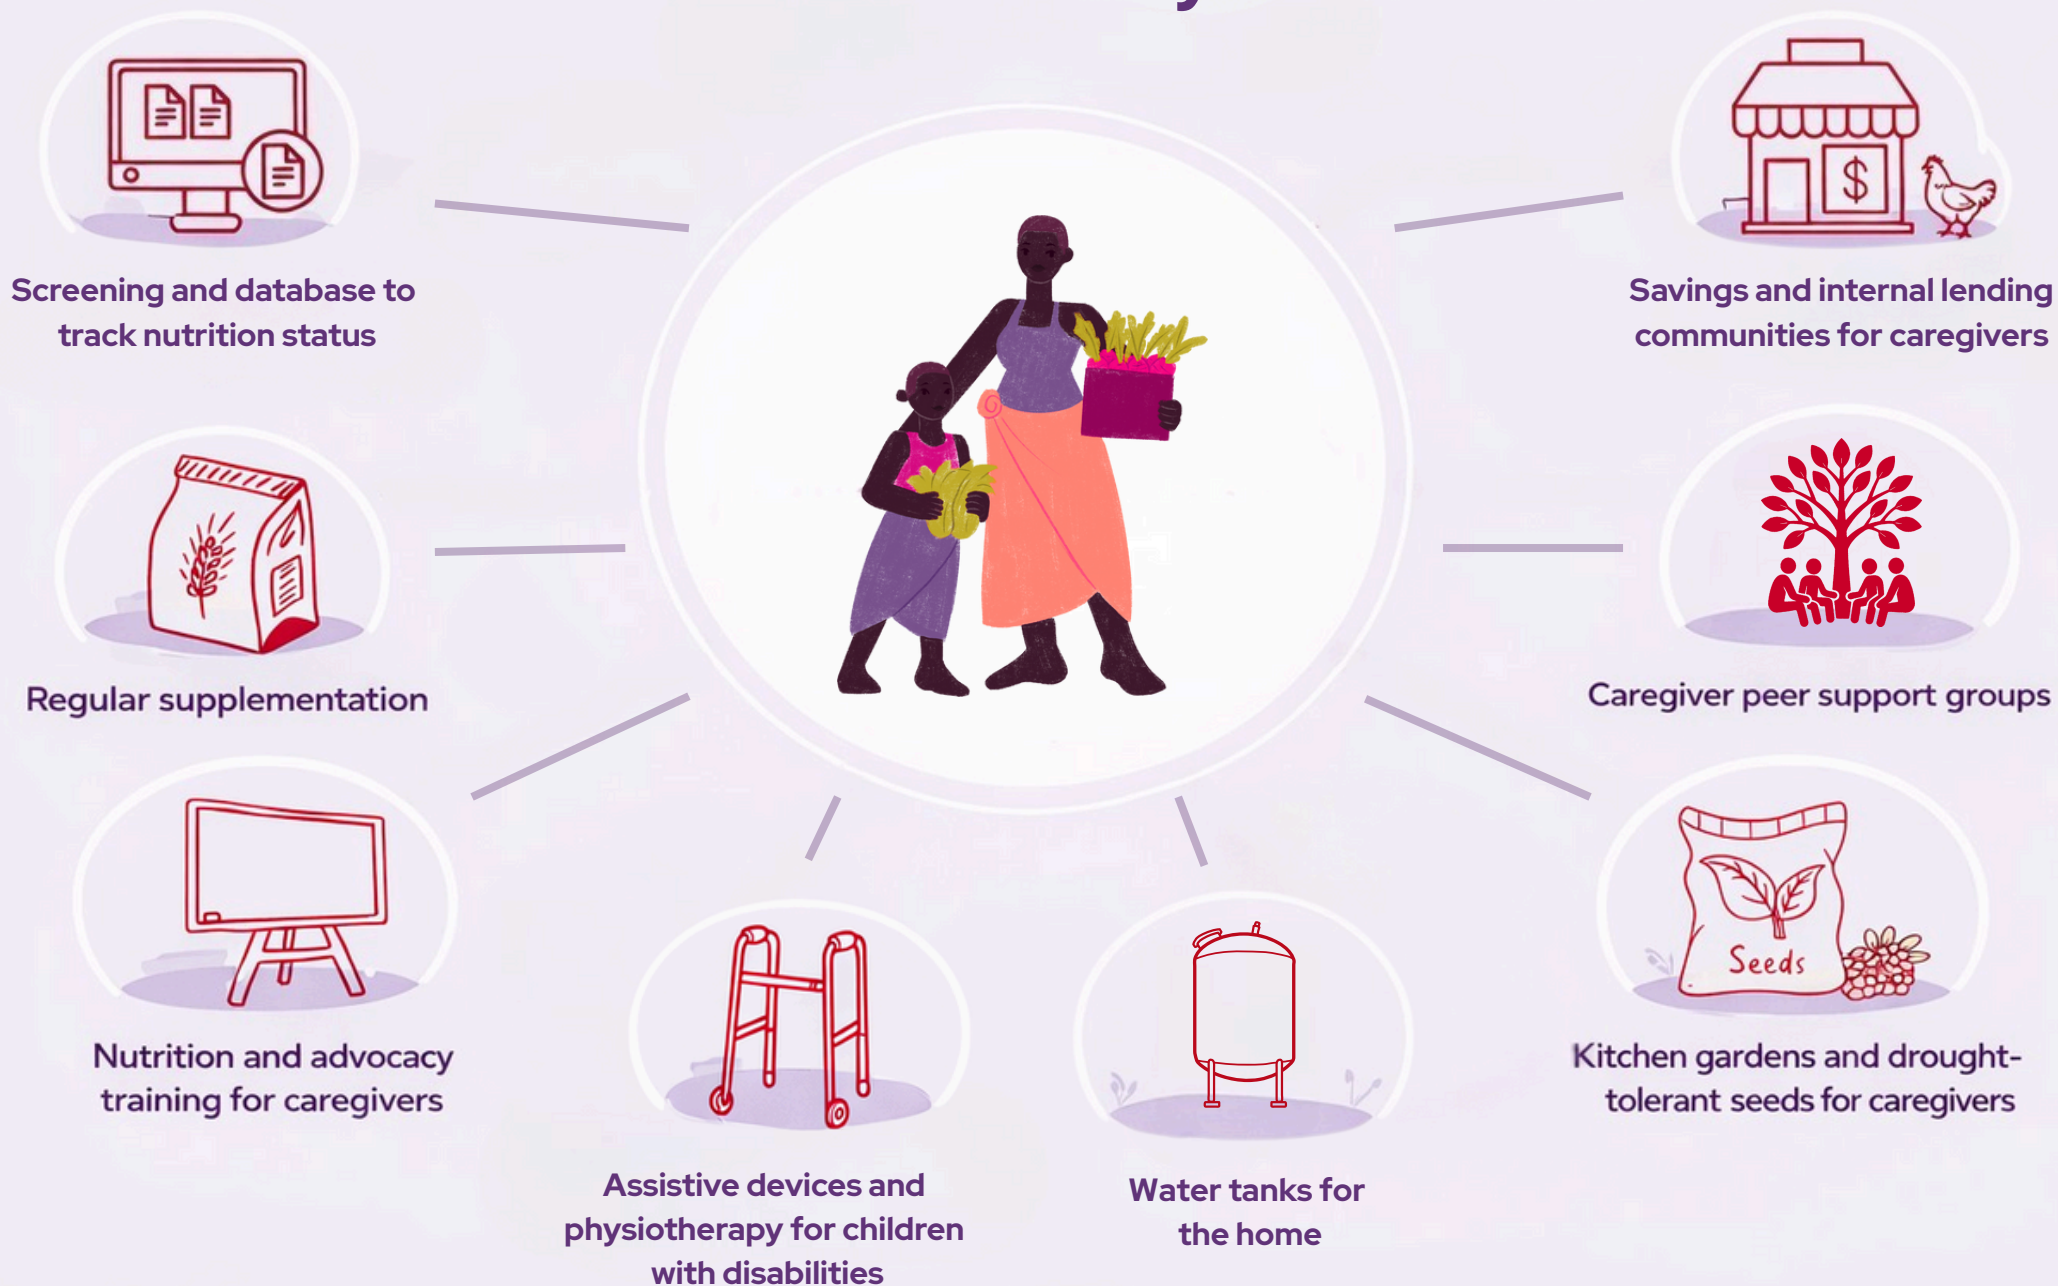 Screening and database to
track nutrition status
Savings and internal lending
communities for caregivers
$
Regular supplementation
Caregiver peer support groups
Nutrition and advocacy
training for caregivers
Seeds
Kitchen gardens and drought-
tolerant seeds for caregivers
Assistive devices and
physiotherapy for children
with disabilities
Water tanks for
the home